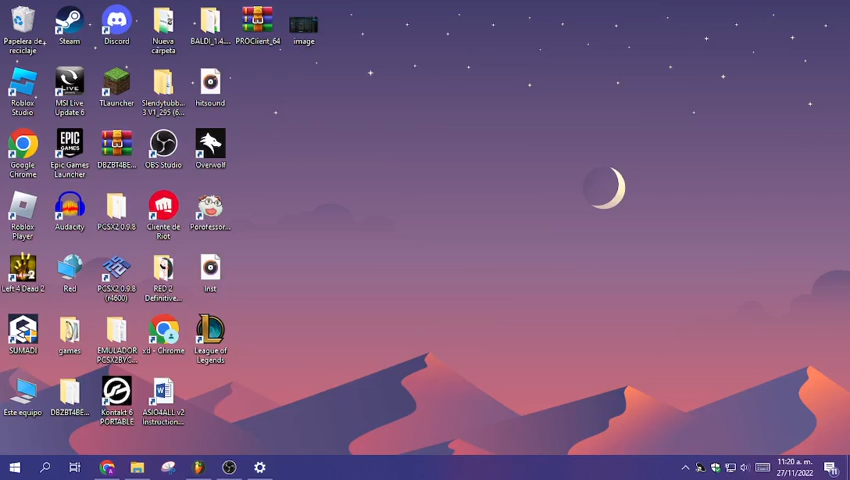 Papelera de
reciclaje
Steam
Discord
Nueva
carpeta
BALDI_1.4....
PROClient_64
image
Roblox
Studio
MSI Live
Update 6
TLauncher
Slendytubb...
3 V1_295 (6...
hitsound
Google
Chrome
EPIC
GAMES
Epic Games
Launcher
DBZBT4BE...
OBS Studio
Overwolf
Roblox
Player
Audacity
PCSX2 0.9.8
Cliente de
Riot
Porofessor...
Left 4 Dead 2
Red
PCSX2 0.9.8
(r4600)
RED 2
Definitive...
Inst
SUMADI
games
EMULADOR
PCSX2BYC...
xd - Chrome
League of
Legends
Este equipo
DBZBT4BE...
Kontakt 6
PORTABLE
ASIO4ALL v2
Instruction...
11:20 a. m.
27/11/2022